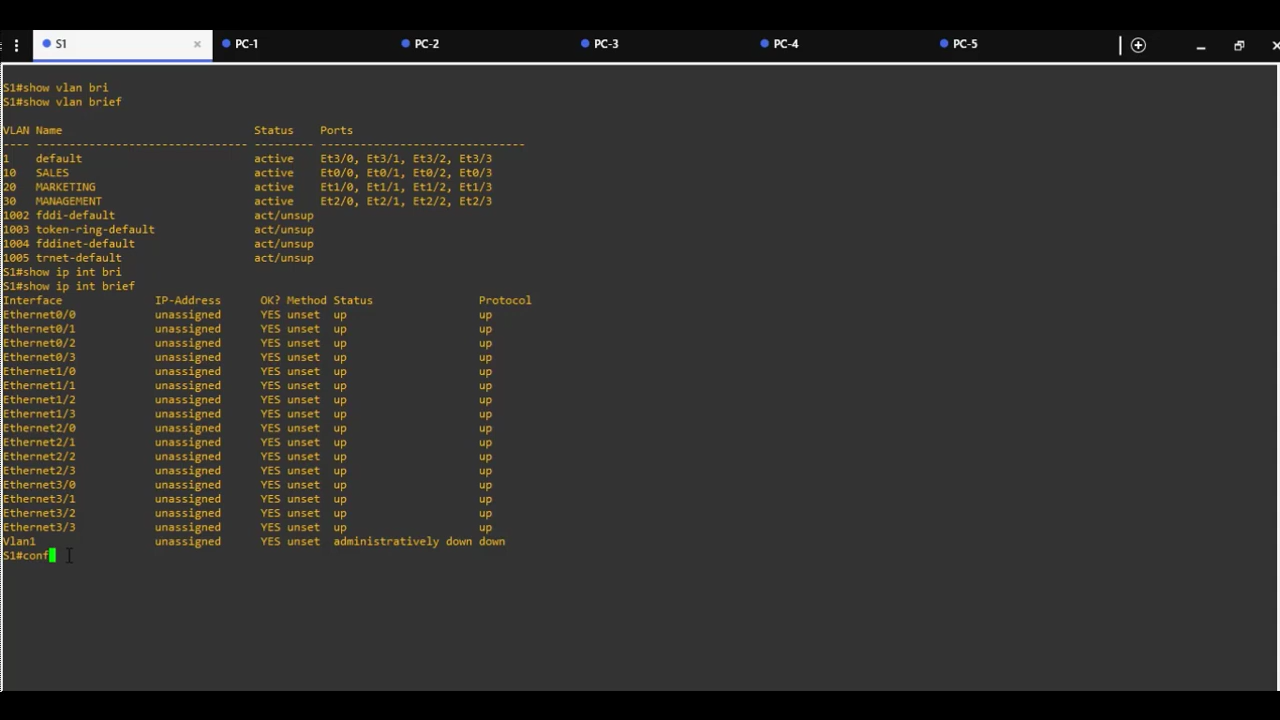 S1 × PC-1 PC-2 PC-3 PC-4 PC-5
S1#show vlan bri
S1#show vlan brief
VLAN Name                             Status    Ports
---- -------------------------------- --------- -------------------------------
1    default                          active    Et3/0, Et3/1, Et3/2, Et3/3
10   SALES                            active    Et0/0, Et0/1, Et0/2, Et0/3
20   MARKETING                        active    Et1/0, Et1/1, Et1/2, Et1/3
30   MANAGEMENT                       active    Et2/0, Et2/1, Et2/2, Et2/3
1002 fddi-default                     act/unsup
1003 token-ring-default               act/unsup
1004 fddinet-default                  act/unsup
1005 trnet-default                    act/unsup
S1#show ip int bri
S1#show ip int brief
Interface              IP-Address      OK? Method Status                Protocol
Ethernet0/0            unassigned      YES unset  up                    up
Ethernet0/1            unassigned      YES unset  up                    up
Ethernet0/2            unassigned      YES unset  up                    up
Ethernet0/3            unassigned      YES unset  up                    up
Ethernet1/0            unassigned      YES unset  up                    up
Ethernet1/1            unassigned      YES unset  up                    up
Ethernet1/2            unassigned      YES unset  up                    up
Ethernet1/3            unassigned      YES unset  up                    up
Ethernet2/0            unassigned      YES unset  up                    up
Ethernet2/1            unassigned      YES unset  up                    up
Ethernet2/2            unassigned      YES unset  up                    up
Ethernet2/3            unassigned      YES unset  up                    up
Ethernet3/0            unassigned      YES unset  up                    up
Ethernet3/1            unassigned      YES unset  up                    up
Ethernet3/2            unassigned      YES unset  up                    up
Ethernet3/3            unassigned      YES unset  up                    up
Vlan1                  unassigned      YES unset  administratively down down
S1#conf